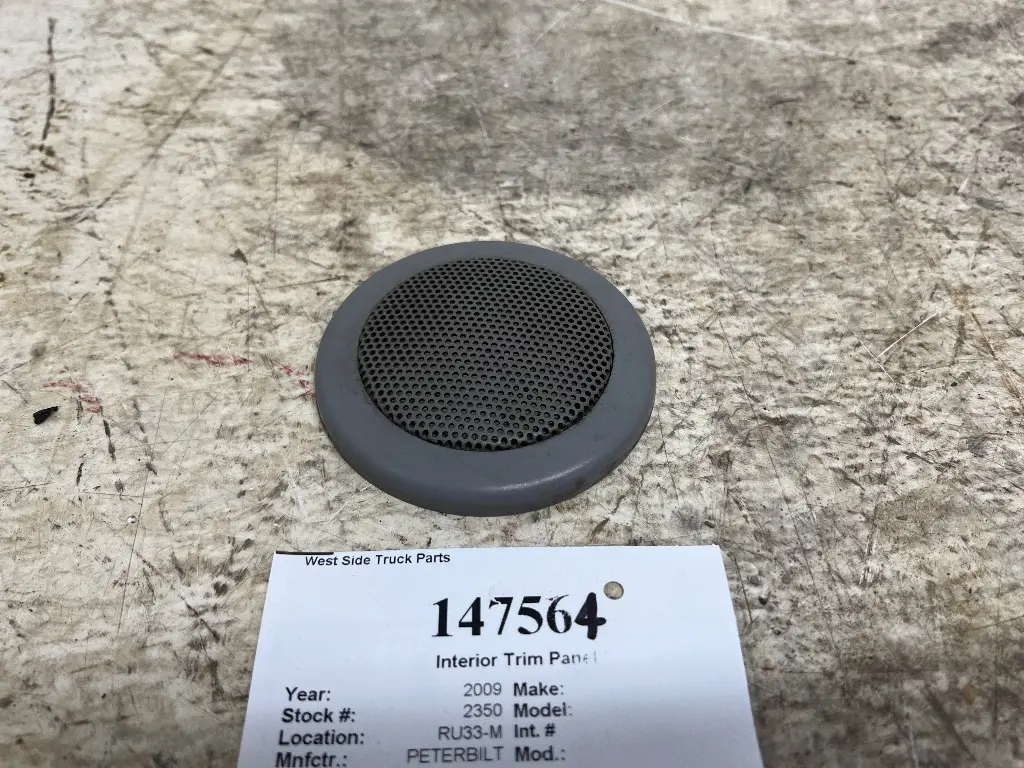 West Side Truck Parts
147564
Interior Trim Panel
Year: 2009 Make:
Stock #: 2350 Model:
Location: RU33-M Int. #
Mnfctr.: PETERBILT Mod.: